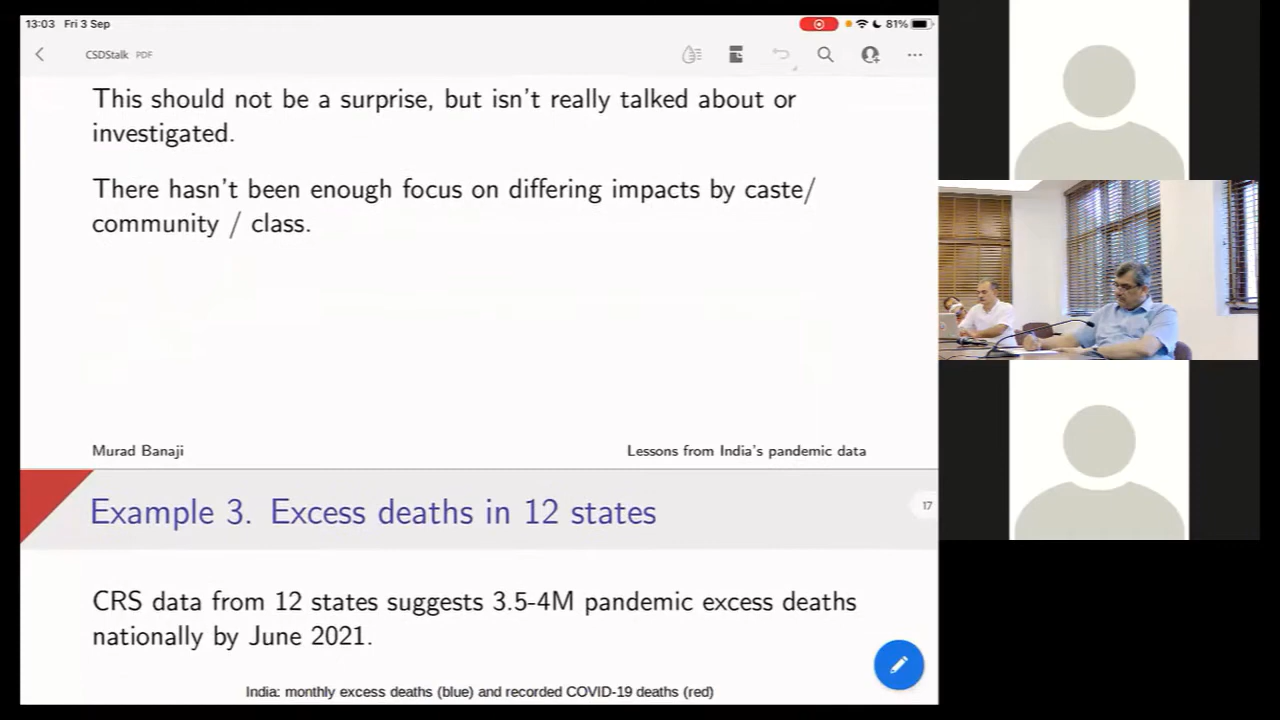 13:03 Fri 3 Sep
81%
CSDStalk PDF
This should not be a surprise, but isn't really talked about or
investigated.
There hasn't been enough focus on differing impacts by caste/
community / class.
Murad Banaji
Lessons from India's pandemic data
Example 3. Excess deaths in 12 states
17
CRS data from 12 states suggests 3.5-4M pandemic excess deaths
nationally by June 2021.
India: monthly excess deaths (blue) and recorded COVID-19 deaths (red)